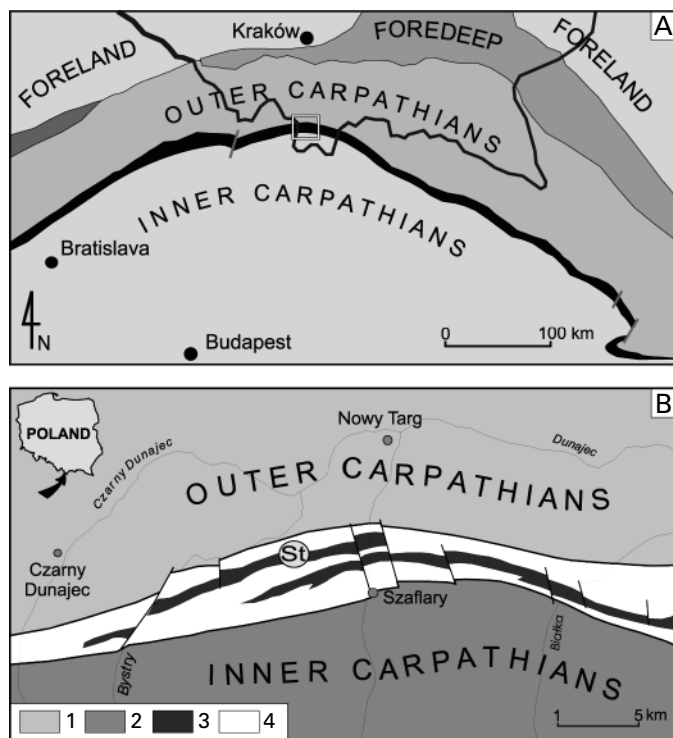 A
Kraków
FOREDEEP
FORELAND
FORELAND
OUTER CARPATHIANS
INNER CARPATHIANS
Bratislava
N
Budapest
0 100 km
B
POLAND
Nowy Targ
Czarny Dunajec
Dunajec
OUTER CARPATHIANS
St
Czarny
Dunajec
Szaflary
Bystry
Białka
INNER CARPATHIANS
1 2 3 4
1 5 km